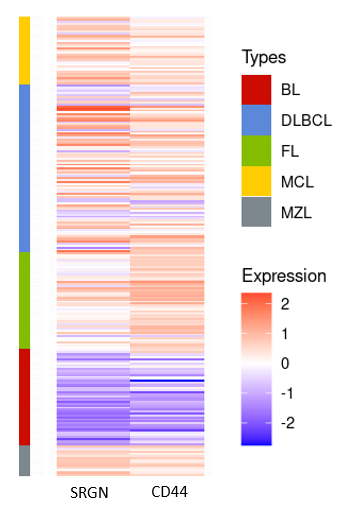 Types
BL
DLBCL
FL
MCL
MZL
Expression
2
1
0
-1
-2
SRGN CD44